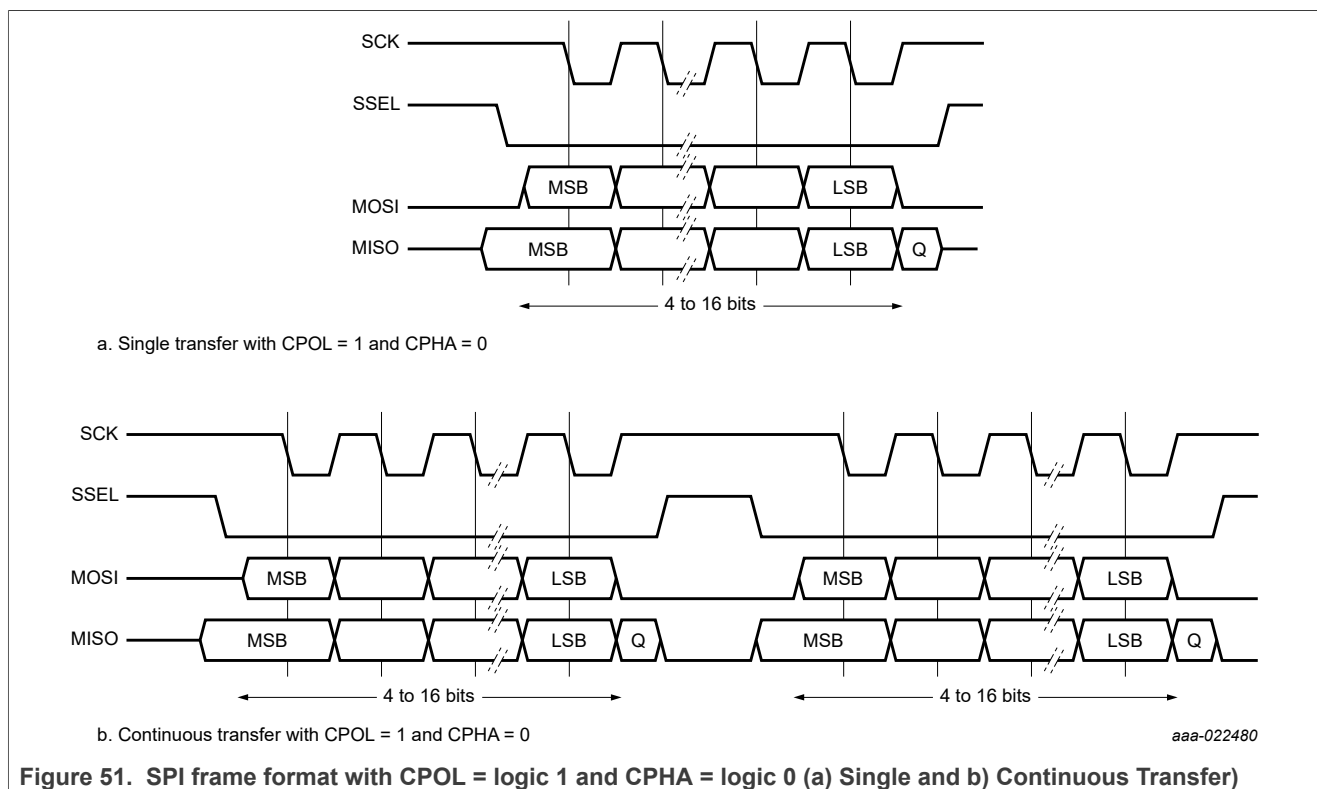 SCK
SSEL
MOSI MSB LSB
MISO MSB LSB Q
4 to 16 bits
a. Single transfer with CPOL = 1 and CPHA = 0
SCK
SSEL
MOSI MSB LSB MSB LSB
MISO MSB LSB Q MSB LSB Q
4 to 16 bits 4 to 16 bits
b. Continuous transfer with CPOL = 1 and CPHA = 0 aaa-022480
Figure 51. SPI frame format with CPOL = logic 1 and CPHA = logic 0 (a) Single and b) Continuous Transfer)